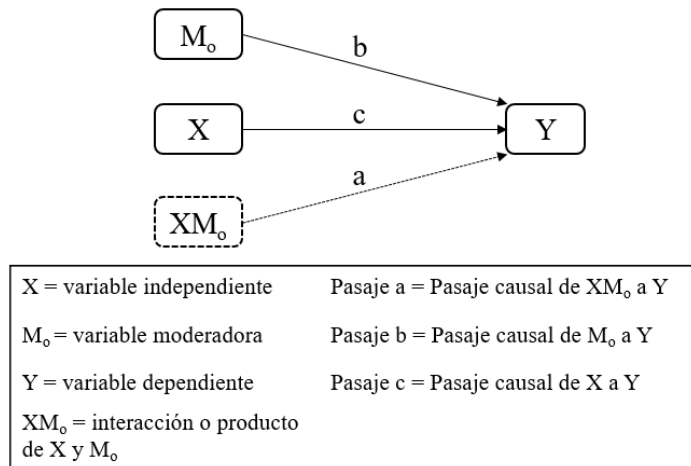 Mₒ
b
X
c
Y
a
XMₒ
X = variable independiente
Pasaje a = Pasaje causal de XMₒ a Y
Mₒ = variable moderadora
Pasaje b = Pasaje causal de Mₒ a Y
Y = variable dependiente
Pasaje c = Pasaje causal de X a Y
XMₒ = interacción o producto
de X y Mₒ